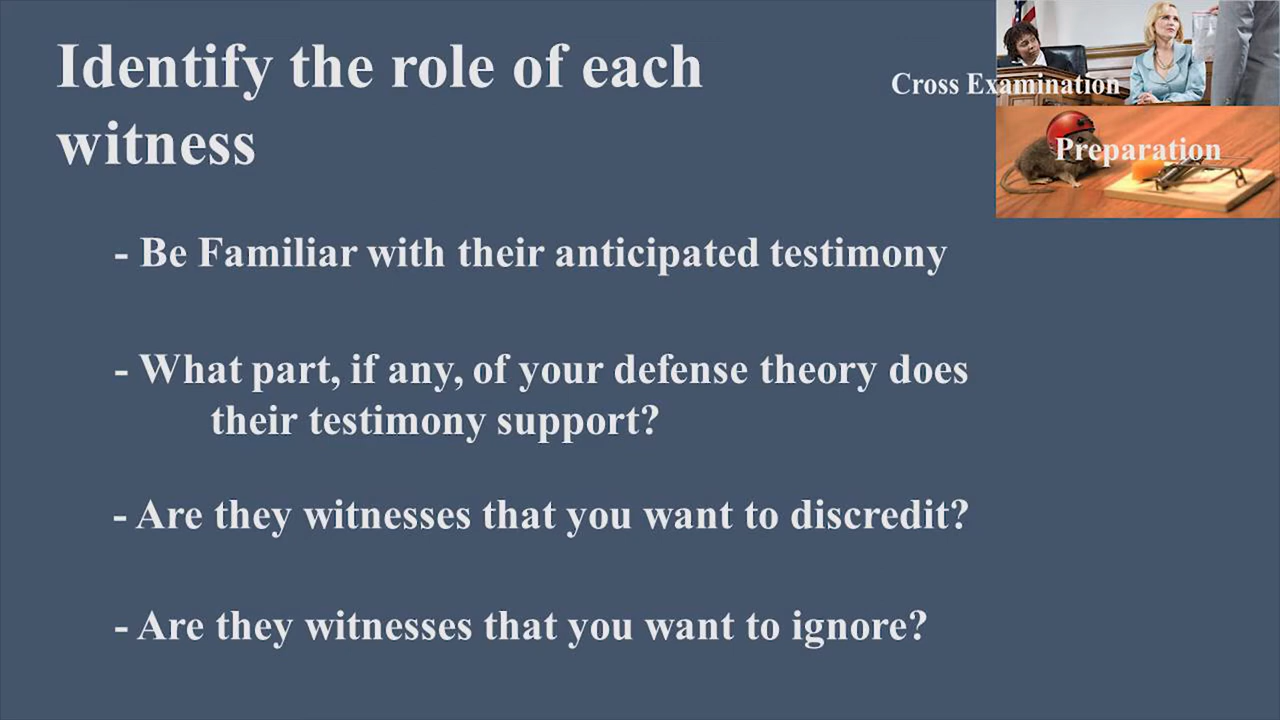 Identify the role of each
witness
Cross Examination
Preparation
- Be Familiar with their anticipated testimony
- What part, if any, of your defense theory does
their testimony support?
- Are they witnesses that you want to discredit?
- Are they witnesses that you want to ignore?